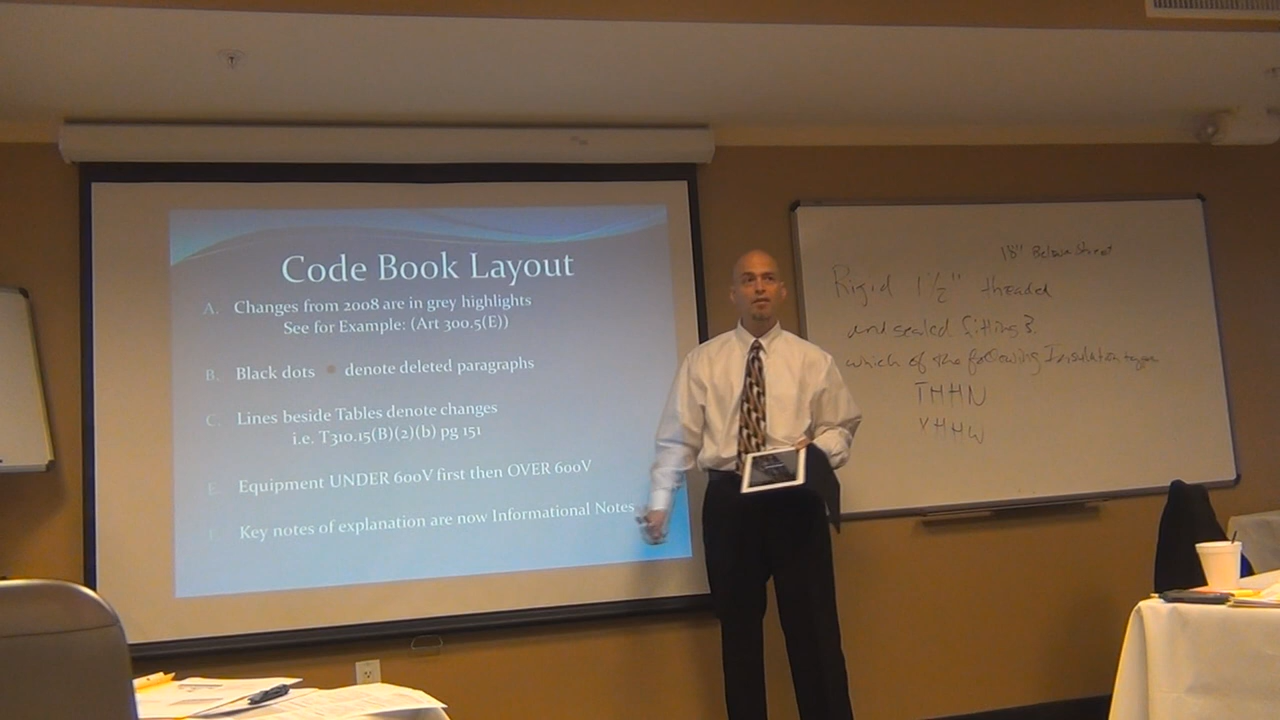 Code Book Layout
A. Changes from 2008 are in grey highlights
See for Example: (Art 300.5(E))
B. Black dots • denote deleted paragraphs
C. Lines beside Tables denote changes
i.e. T310.15(B)(2)(b) pg 151
E. Equipment UNDER 600V first then OVER 600V
F. Key notes of explanation are now Informational Notes
18" Below Street
Rigid 1½" threaded
and sealed fittings
which of the following Insulation types
THHN
XHHW